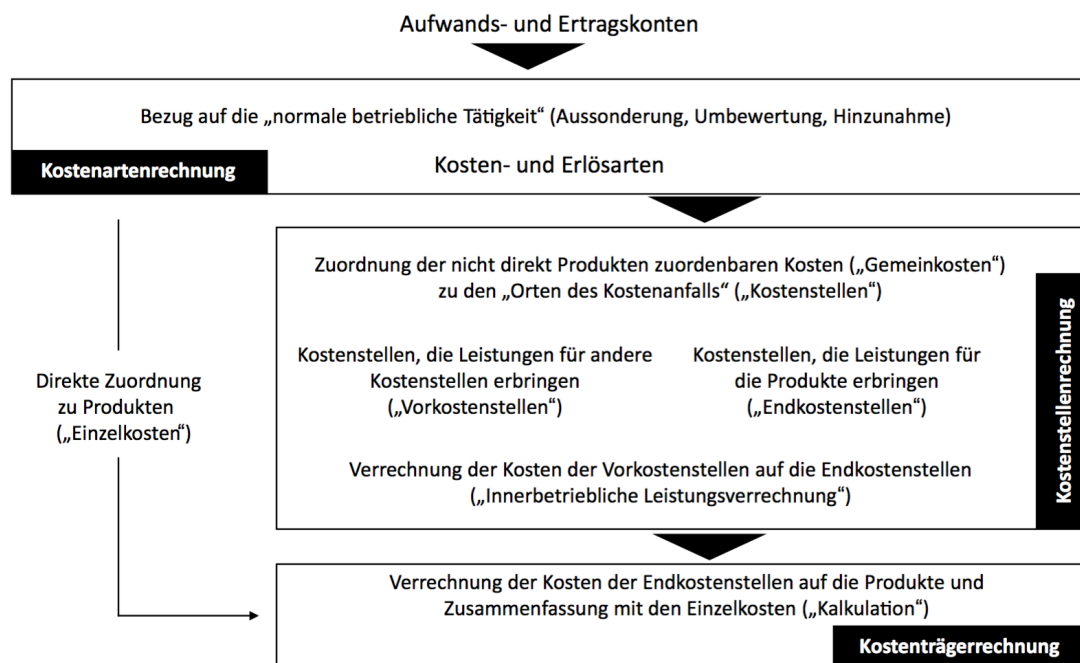 Aufwands- und Ertragskonten
Bezug auf die „normale betriebliche Tätigkeit“ (Aussonderung, Umbewertung, Hinzunahme)
Kostenartenrechnung
Kosten- und Erlösarten
Zuordnung der nicht direkt Produkten zuordenbaren Kosten („Gemeinkosten“)
zu den „Orten des Kostenanfalls“ („Kostenstellen“)
Kostenstellen, die Leistungen für andere
Kostenstellen erbringen
(„Vorkostenstellen“)
Kostenstellen, die Leistungen für
die Produkte erbringen
(„Endkostenstellen“)
Verrechnung der Kosten der Vorkostenstellen auf die Endkostenstellen
(„Innerbetriebliche Leistungsverrechnung“)
Kostenstellenrechnung
Direkte Zuordnung
zu Produkten
(„Einzelkosten“)
Verrechnung der Kosten der Endkostenstellen auf die Produkte und
Zusammenfassung mit den Einzelkosten („Kalkulation“)
Kostenträgerrechnung